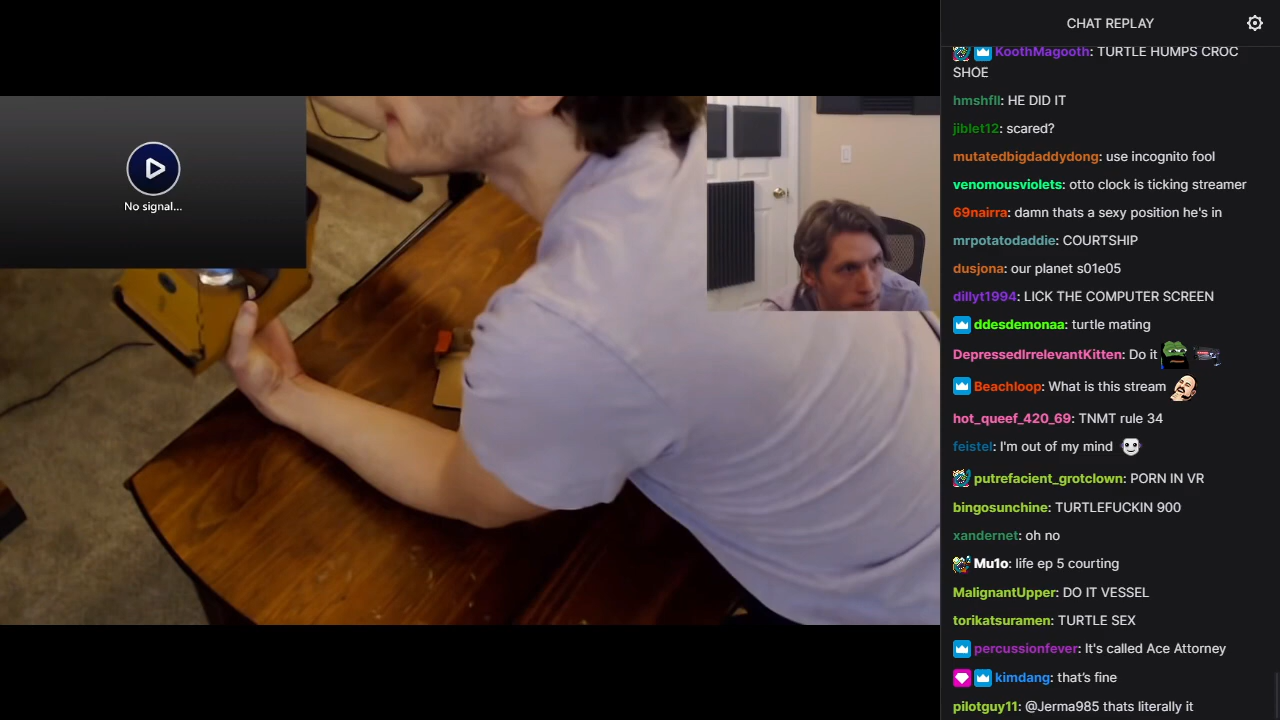 CHAT REPLAY
KoothMagooth: TURTLE HUMPS CROC
SHOE
hmshfll: HE DID IT
jiblet12: scared?
mutatedbigdaddydong: use incognito fool
venomousviolets: otto clock is ticking streamer
69nairra: damn thats a sexy position he's in
mrpotatodaddie: COURTSHIP
dusjona: our planet s01e05
dillyt1994: LICK THE COMPUTER SCREEN
ddesdemonaa: turtle mating
DepressedIrrelevantKitten: Do it
Beachloop: What is this stream
hot_queef_420_69: TNMT rule 34
feistel: I'm out of my mind
putrefacient_grotclown: PORN IN VR
bingosunchine: TURTLEFUCKIN 900
xandernet: oh no
Mu1o: life ep 5 courting
MalignantUpper: DO IT VESSEL
torikatsuramen: TURTLE SEX
percussionfever: It's called Ace Attorney
kimdang: that's fine
pilotguy11: @Jerma985 thats literally it
No signal...